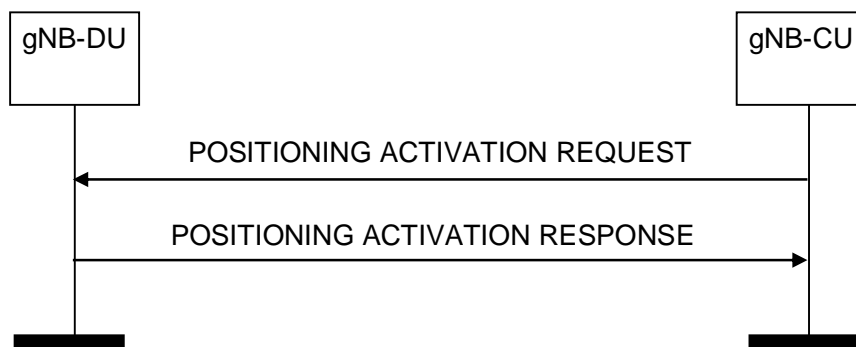 gNB-DU
gNB-CU
POSITIONING ACTIVATION REQUEST
POSITIONING ACTIVATION RESPONSE